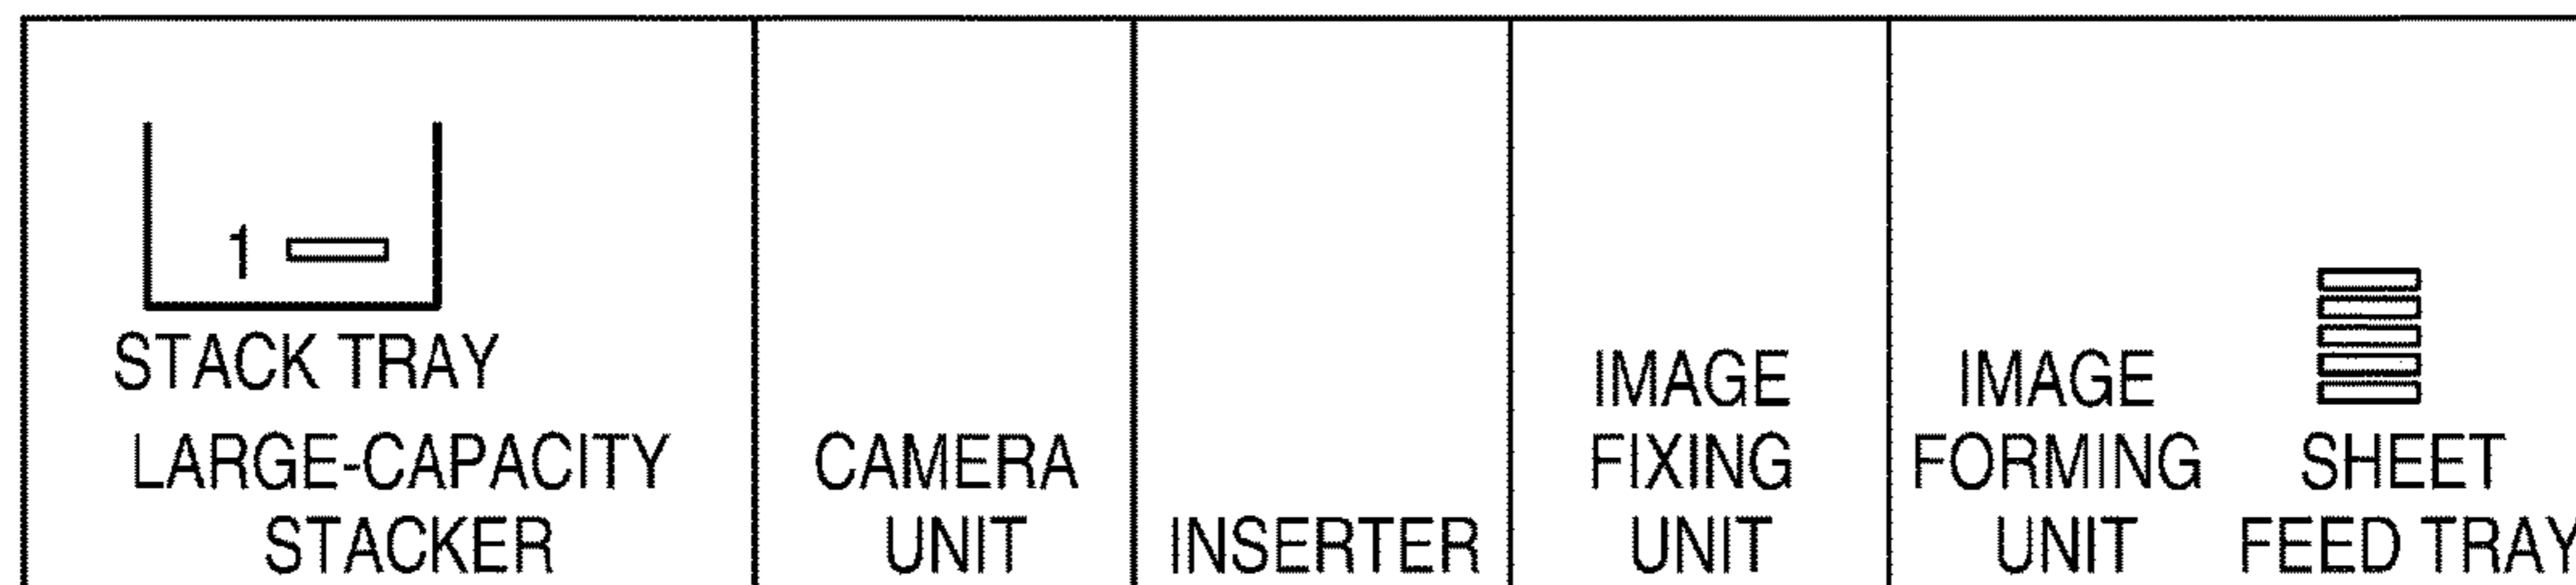 1
STACK TRAY
LARGE-CAPACITY
STACKER
CAMERA
UNIT
INSERTER
IMAGE
FIXING
UNIT
IMAGE
FORMING
UNIT
SHEET
FEED TRAY